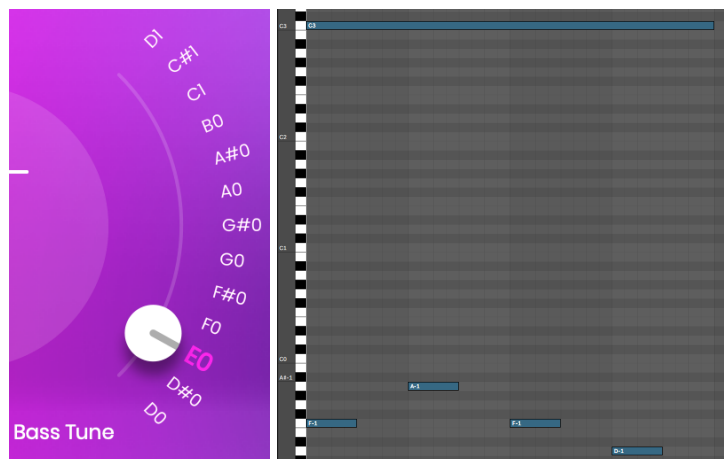 D1
C#1
C1
B0
A#0
A0
G#0
G0
F#0
F0
E0
D#0
D0
Bass Tune
C3
C3
C2
C1
C0
A#-1
A-1
F-1
F-1
D-1